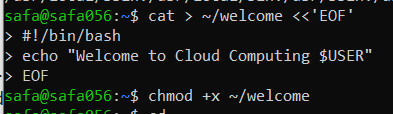 safa@safa056:~$ cat > ~/welcome <<'EOF'
> #!/bin/bash
> echo "Welcome to Cloud Computing $USER"
> EOF
safa@safa056:~$ chmod +x ~/welcome